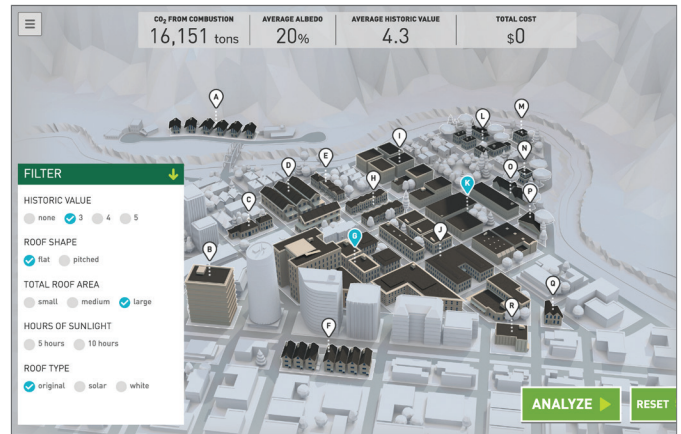 CO₂ FROM COMBUSTION
16,151 tons
AVERAGE ALBEDO
20%
AVERAGE HISTORIC VALUE
4.3
TOTAL COST
$0
A
L
M
I
N
D
E
H
K
O
C
P
G
J
B
Q
R
F
FILTER
HISTORIC VALUE
none 3 4 5
ROOF SHAPE
flat pitched
TOTAL ROOF AREA
small medium large
HOURS OF SUNLIGHT
5 hours 10 hours
ROOF TYPE
original solar white
ANALYZE
RESET